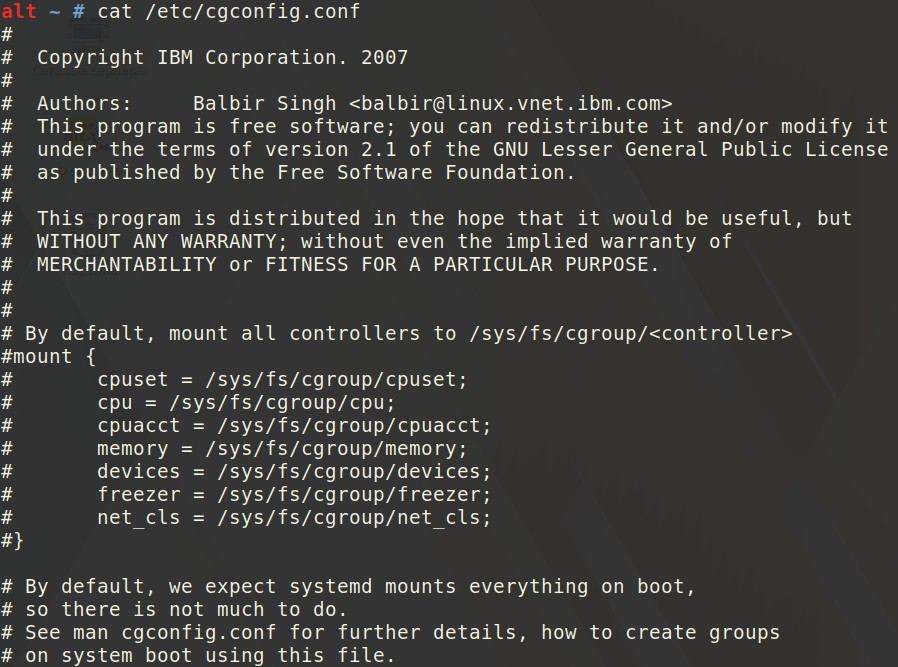 alt ~ # cat /etc/cgconfig.conf
#
#  Copyright IBM Corporation. 2007
#
#  Authors:     Balbir Singh <balbir@linux.vnet.ibm.com>
#  This program is free software; you can redistribute it and/or modify it
#  under the terms of version 2.1 of the GNU Lesser General Public License
#  as published by the Free Software Foundation.
#
#  This program is distributed in the hope that it would be useful, but
#  WITHOUT ANY WARRANTY; without even the implied warranty of
#  MERCHANTABILITY or FITNESS FOR A PARTICULAR PURPOSE.
#
#
# By default, mount all controllers to /sys/fs/cgroup/<controller>
#mount {
#       cpuset = /sys/fs/cgroup/cpuset;
#       cpu = /sys/fs/cgroup/cpu;
#       cpuacct = /sys/fs/cgroup/cpuacct;
#       memory = /sys/fs/cgroup/memory;
#       devices = /sys/fs/cgroup/devices;
#       freezer = /sys/fs/cgroup/freezer;
#       net_cls = /sys/fs/cgroup/net_cls;
#}

# By default, we expect systemd mounts everything on boot,
# so there is not much to do.
# See man cgconfig.conf for further details, how to create groups
# on system boot using this file.